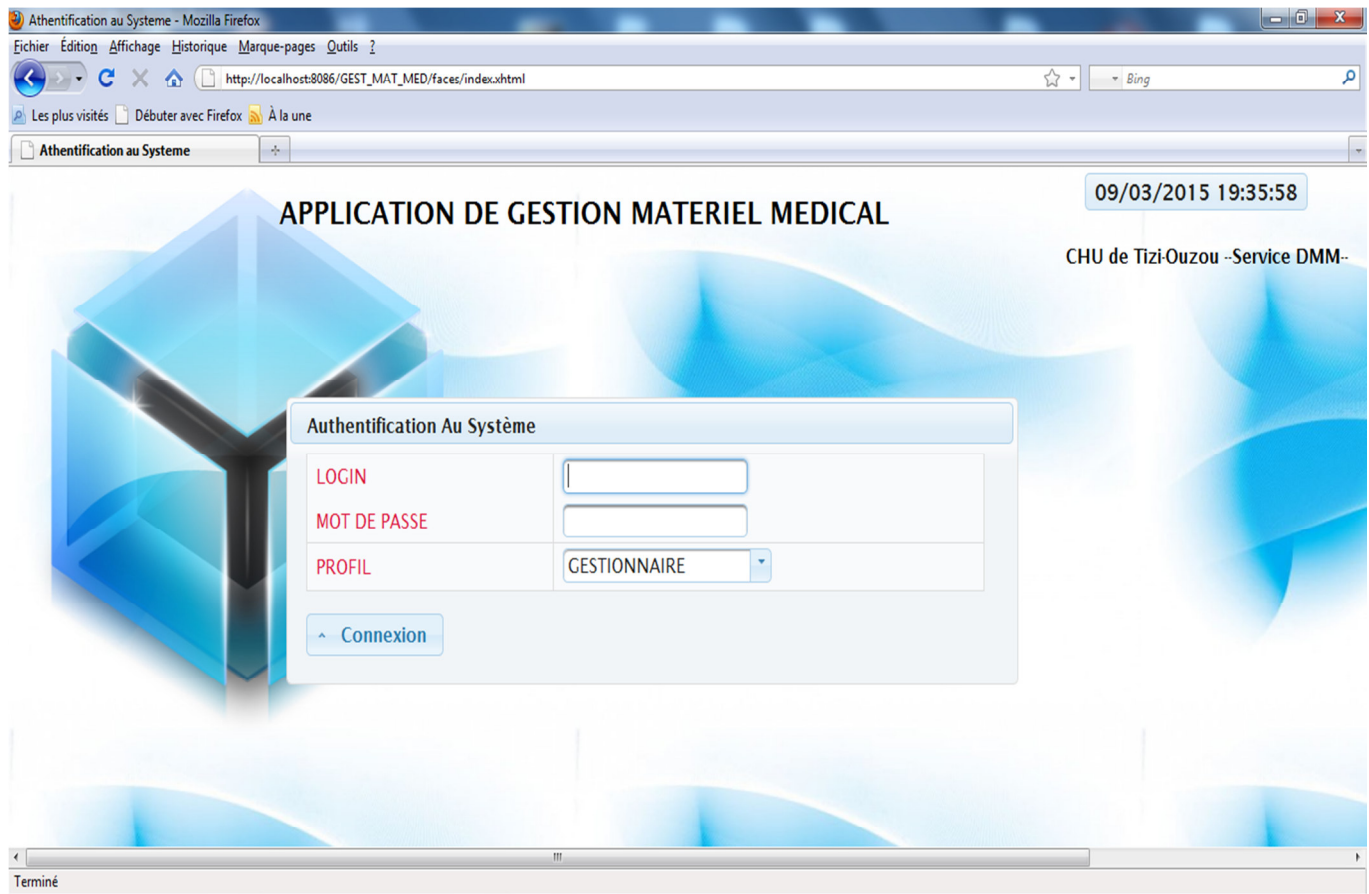 Athentification au Systeme - Mozilla Firefox
Fichier Édition Affichage Historique Marque-pages Outils ?
http://localhost:8086/GEST_MAT_MED/faces/index.xhtml
Bing
Les plus visités Débuter avec Firefox À la une
Athentification au Systeme
09/03/2015 19:35:58
APPLICATION DE GESTION MATERIEL MEDICAL
CHU de Tizi-Ouzou --Service DMM--
Authentification Au Système
LOGIN
MOT DE PASSE
PROFIL GESTIONNAIRE
Connexion
Terminé